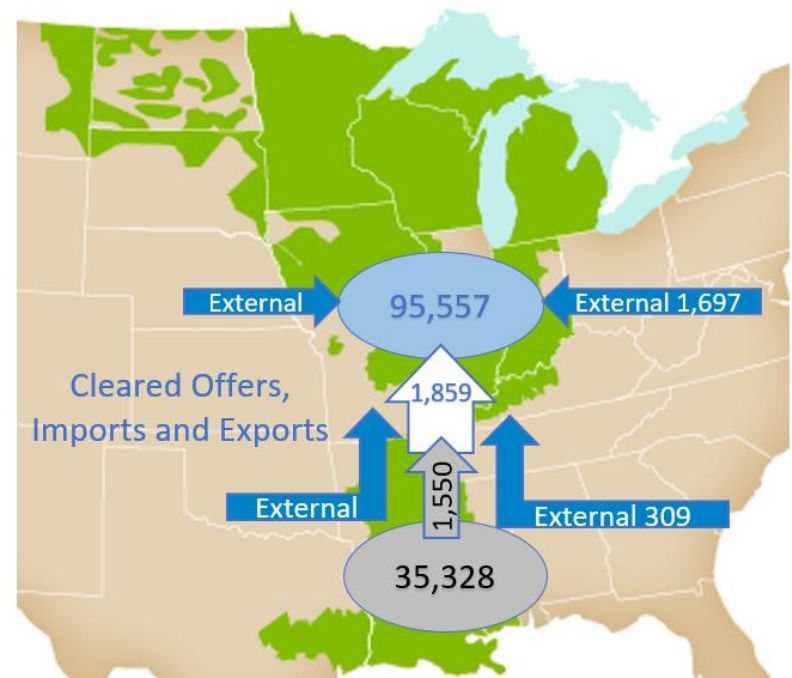 External
95,557
External 1,697
Cleared Offers,
Imports and Exports
1,859
1,550
External
External 309
35,328